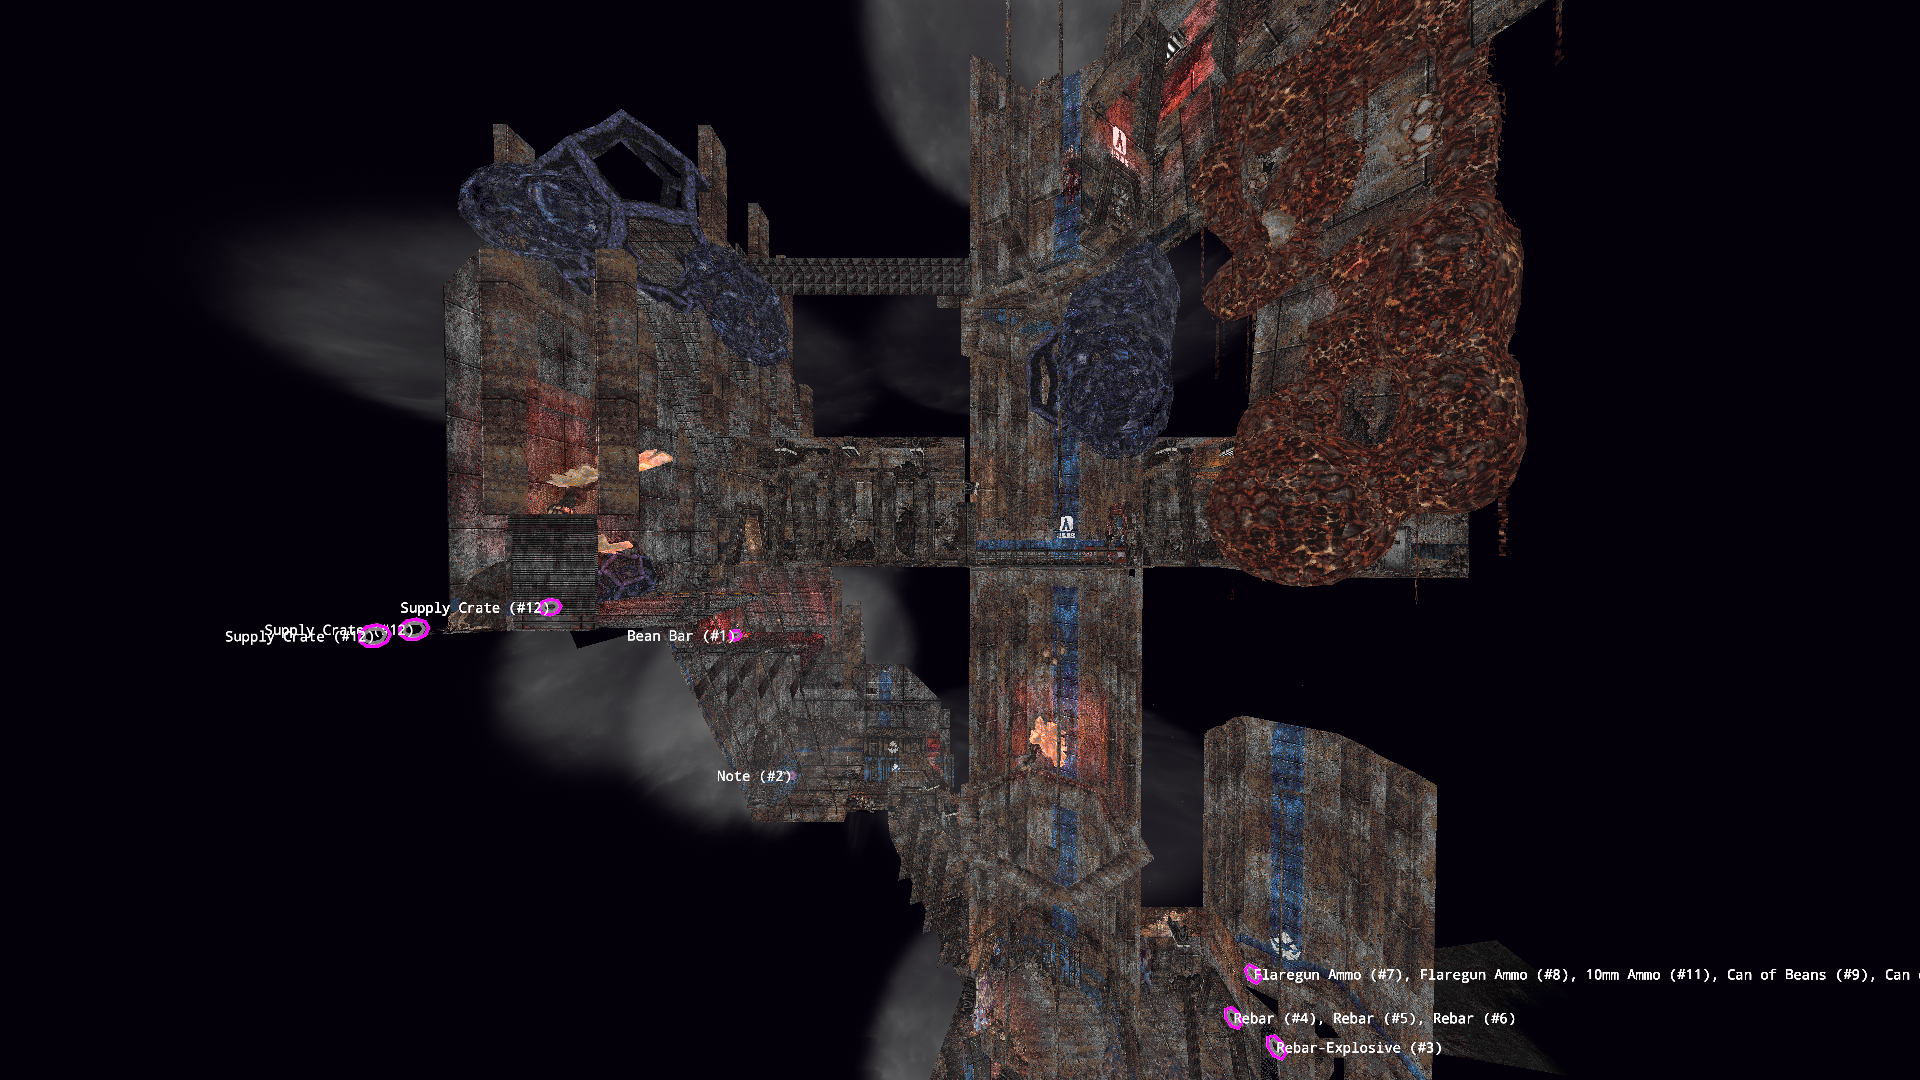 Supply Crate (#12)
Supply Crate (#12)
Supply Crate (#12
Bean Bar (#1)
Note (#2)
Flaregun Ammo (#7), Flaregun Ammo (#8), 10mm Ammo (#11), Can of Beans (#9), Can
Rebar (#4), Rebar (#5), Rebar (#6)
Rebar-Explosive (#3)